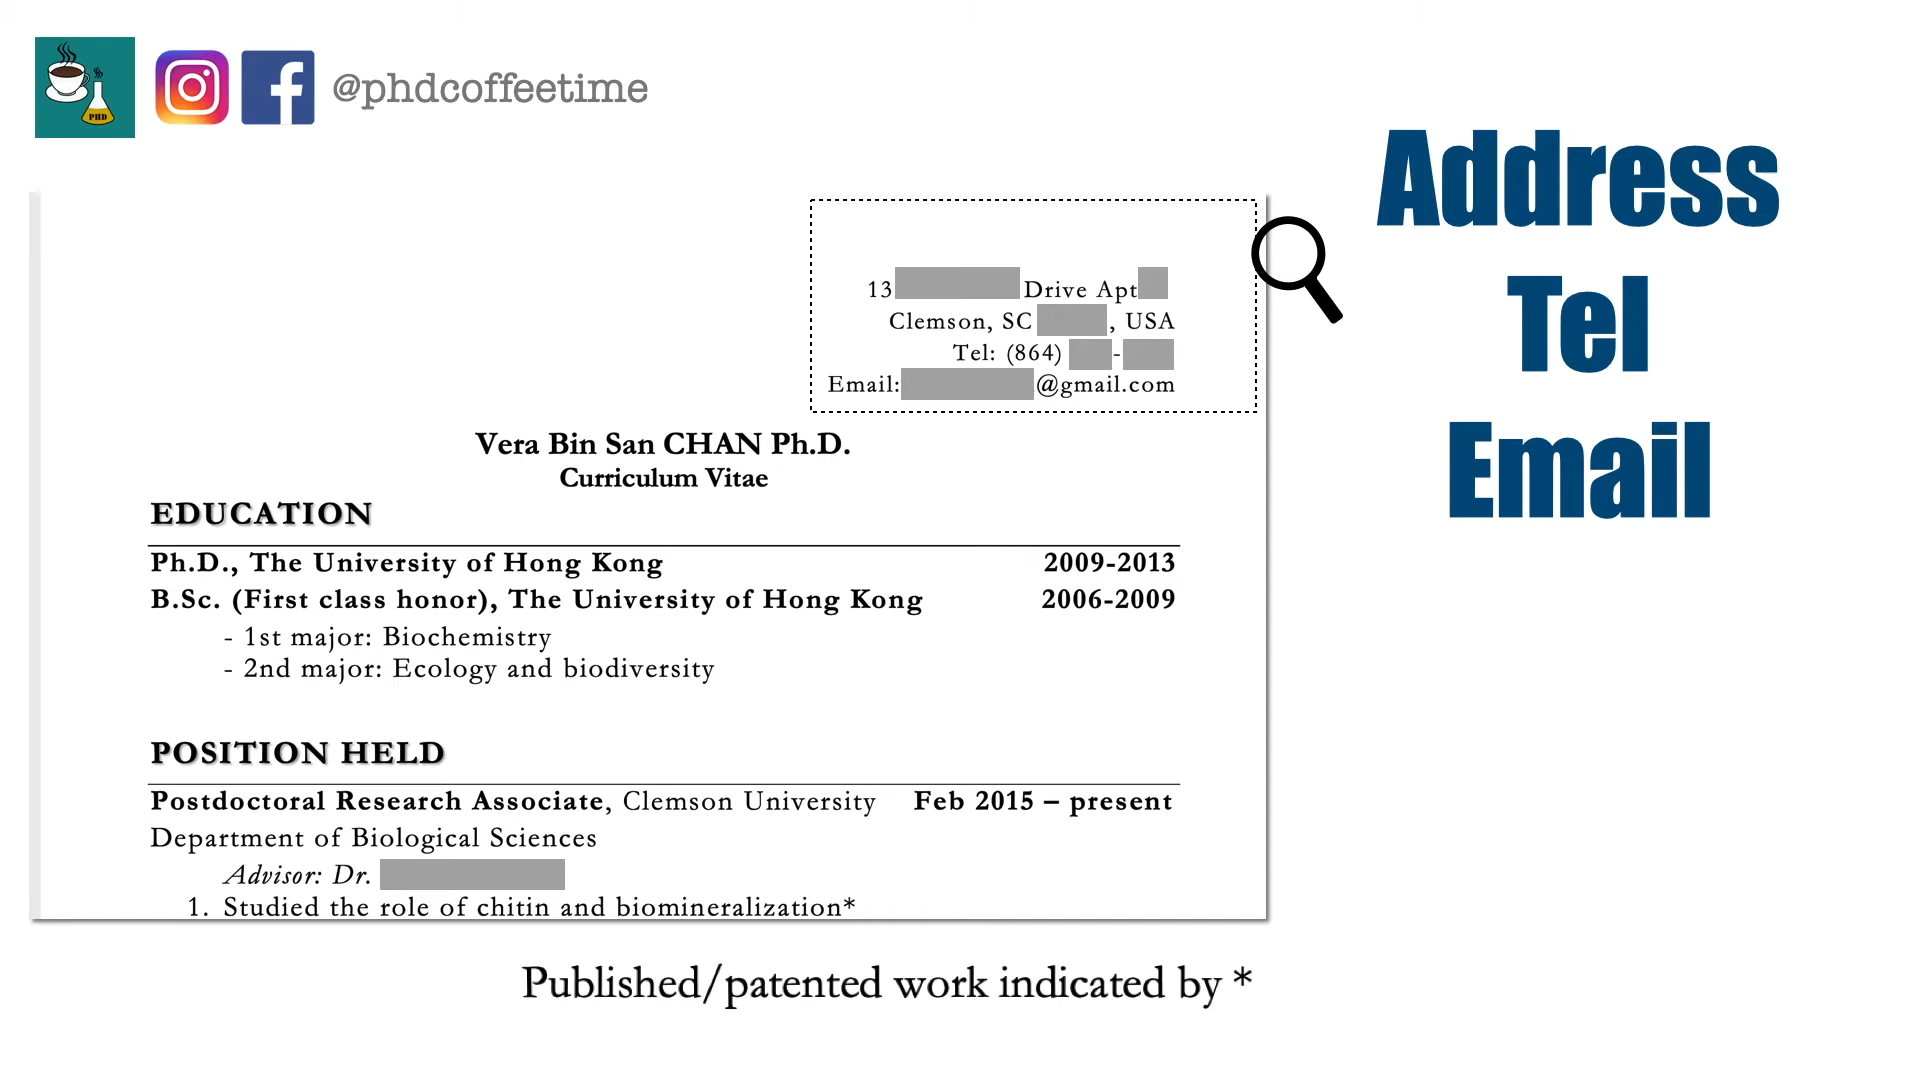 PHD
@phdcoffeetime
Address
Tel
Email
13 Drive Apt
Clemson, SC , USA
Tel: (864) -
Email: @gmail.com
Vera Bin San CHAN Ph.D.
Curriculum Vitae
EDUCATION
Ph.D., The University of Hong Kong 2009-2013
B.Sc. (First class honor), The University of Hong Kong 2006-2009
- 1st major: Biochemistry
- 2nd major: Ecology and biodiversity
POSITION HELD
Postdoctoral Research Associate, Clemson University Feb 2015 – present
Department of Biological Sciences
Advisor: Dr.
1. Studied the role of chitin and biomineralization*
Published/patented work indicated by *